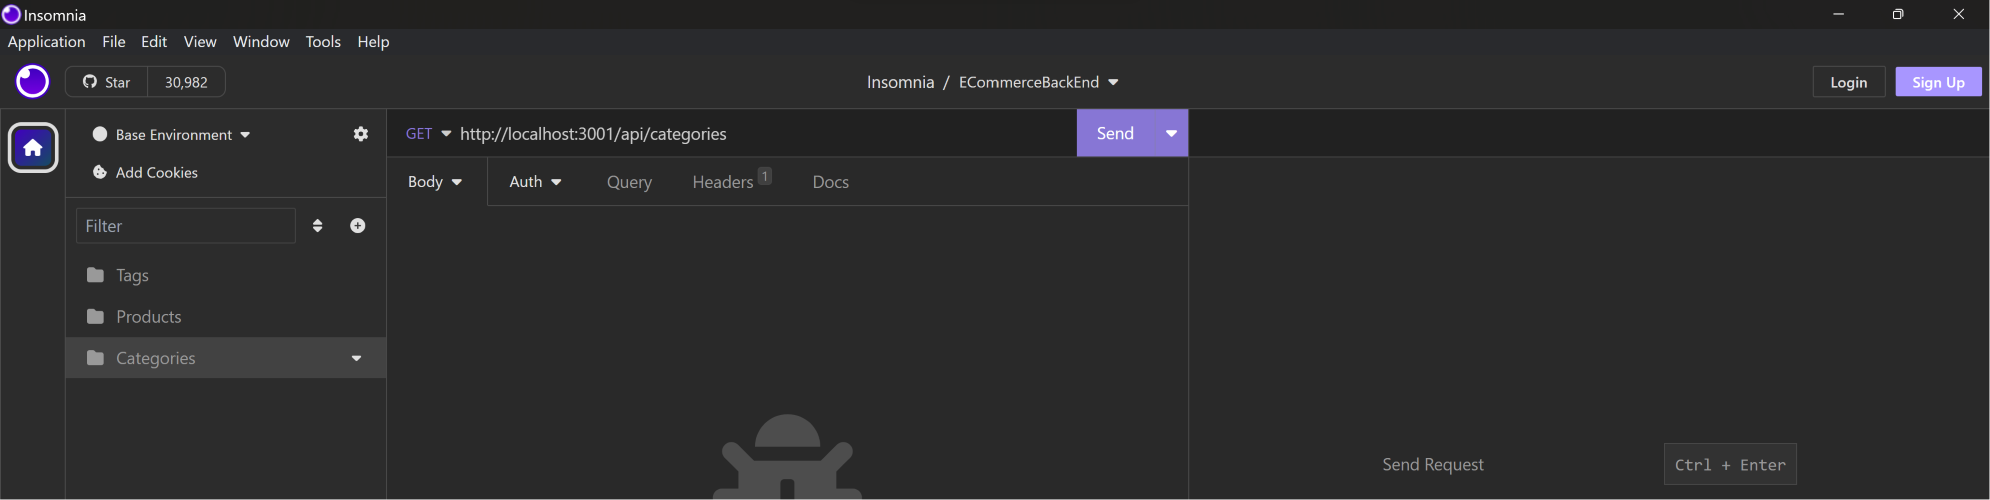 Insomnia
Application File Edit View Window Tools Help
Star 30,982 Insomnia / ECommerceBackEnd Login Sign Up
Base Environment GET http://localhost:3001/api/categories Send
Add Cookies Body Auth Query Headers 1 Docs
Filter
Tags
Products
Categories
Send Request Ctrl + Enter